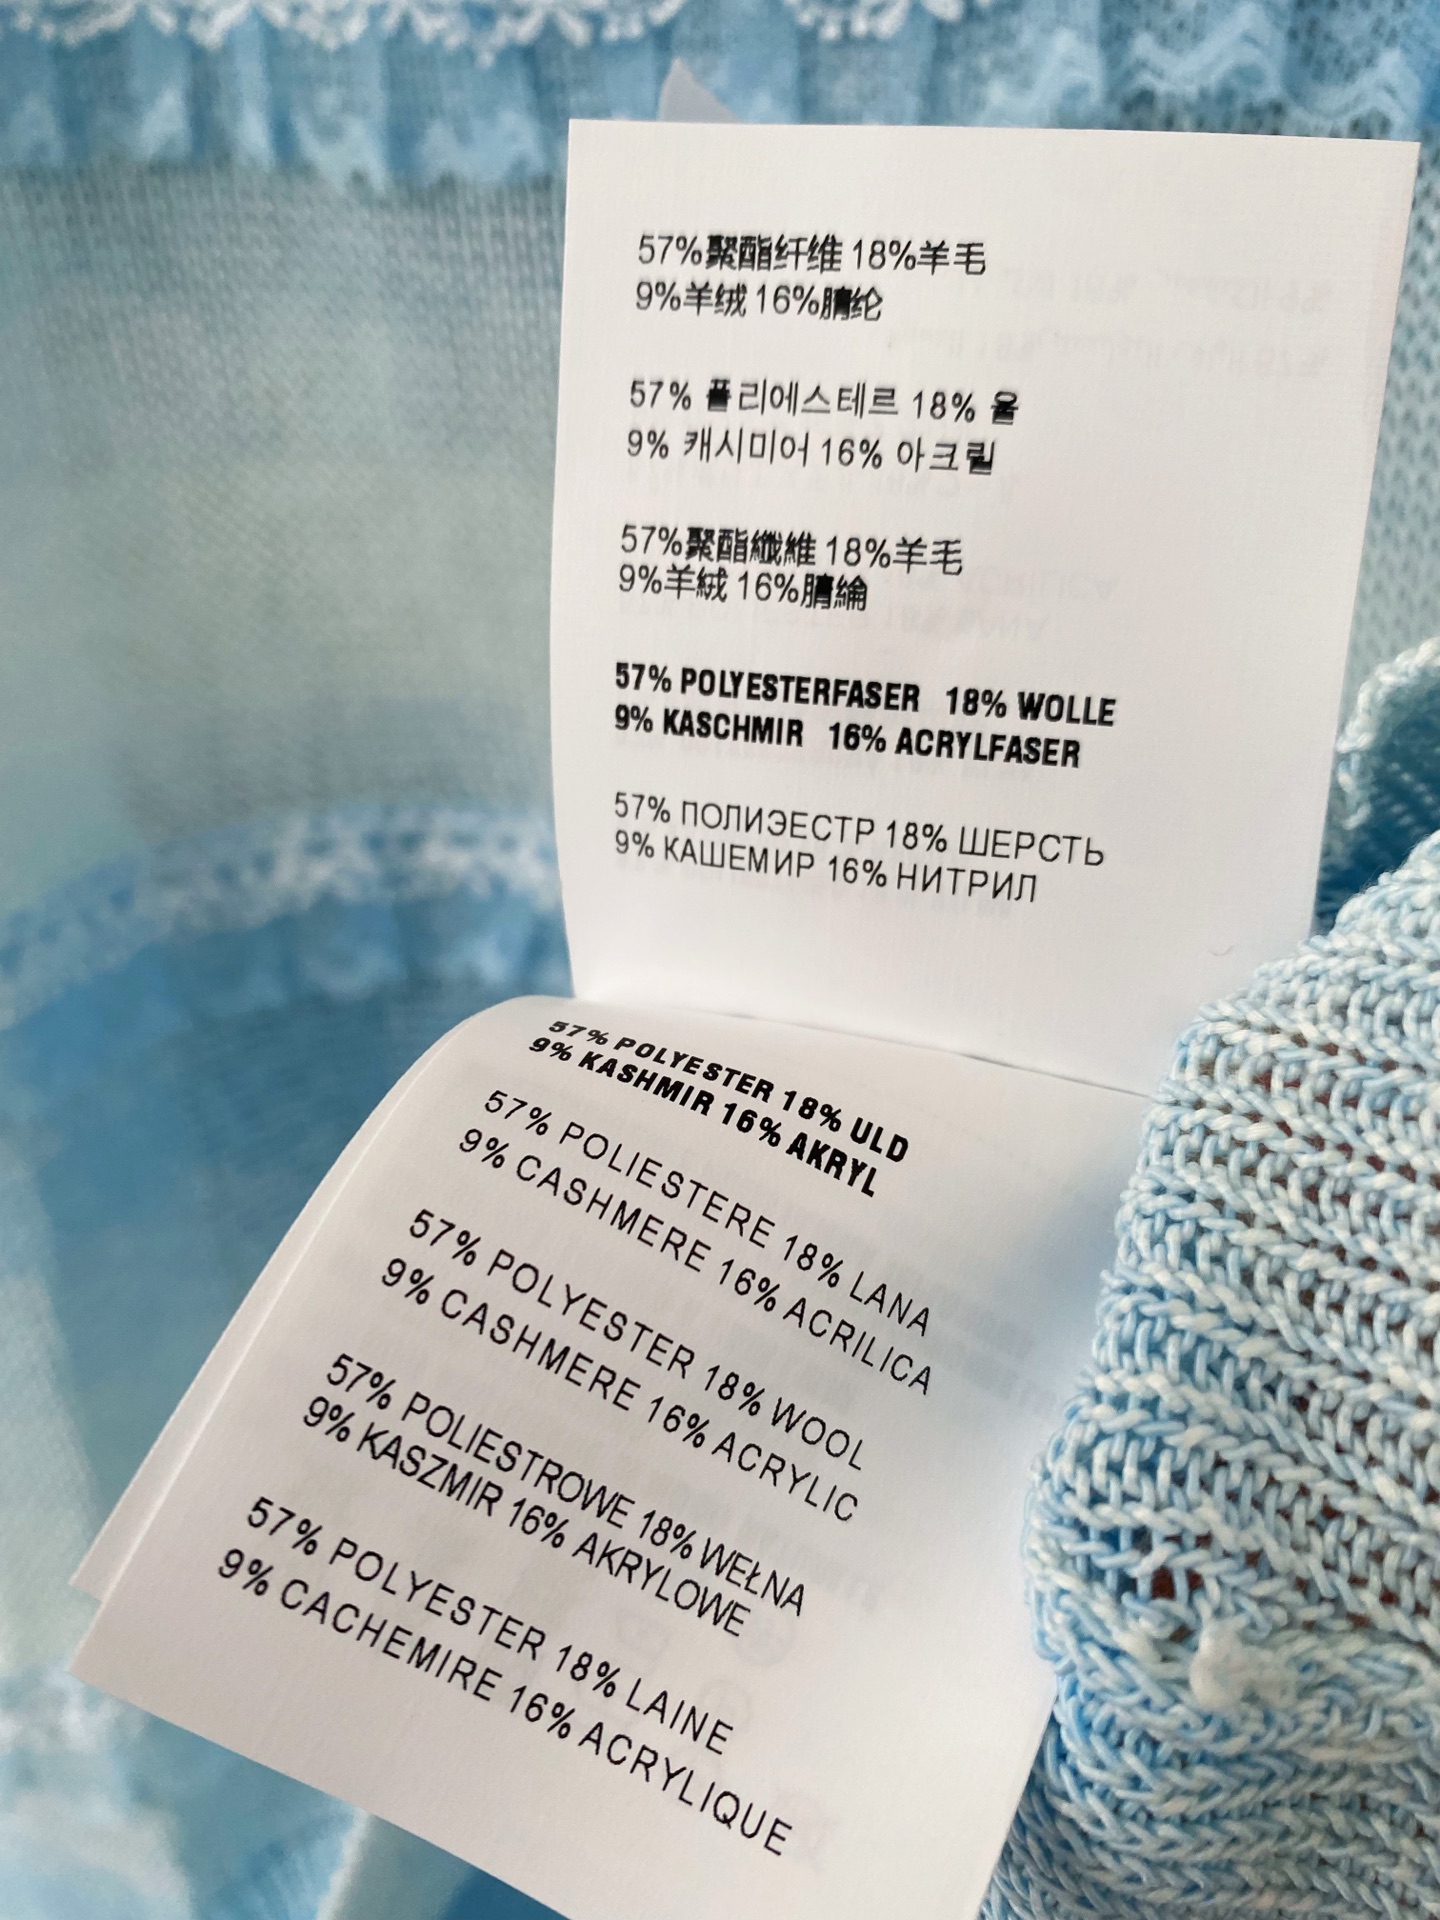 57%聚酯纤维 18%羊毛
9%羊绒 16%腈纶
57% 폴리에스테르 18% 울
9% 캐시미어 16% 아크릴
57%聚酯纖維 18%羊毛
9%羊絨 16%腈綸
57% POLYESTERFASER 18% WOLLE
9% KASCHMIR 16% ACRYLFASER
57% ПОЛИЭЕСТР 18% ШЕРСТЬ
9% КАШЕМИР 16% НИТРИЛ
57% POLYESTER 18% ULD
9% KASHMIR 16% AKRYL
57% POLIESTERE 18% LANA
9% CASHMERE 16% ACRILICA
57% POLYESTER 18% WOOL
9% CASHMERE 16% ACRYLIC
57% POLIESTROWE 18% WEŁNA
9% KASZMIR 16% AKRYLOWE
57% POLYESTER 18% LAINE
9% CACHEMIRE 16% ACRYLIQUE